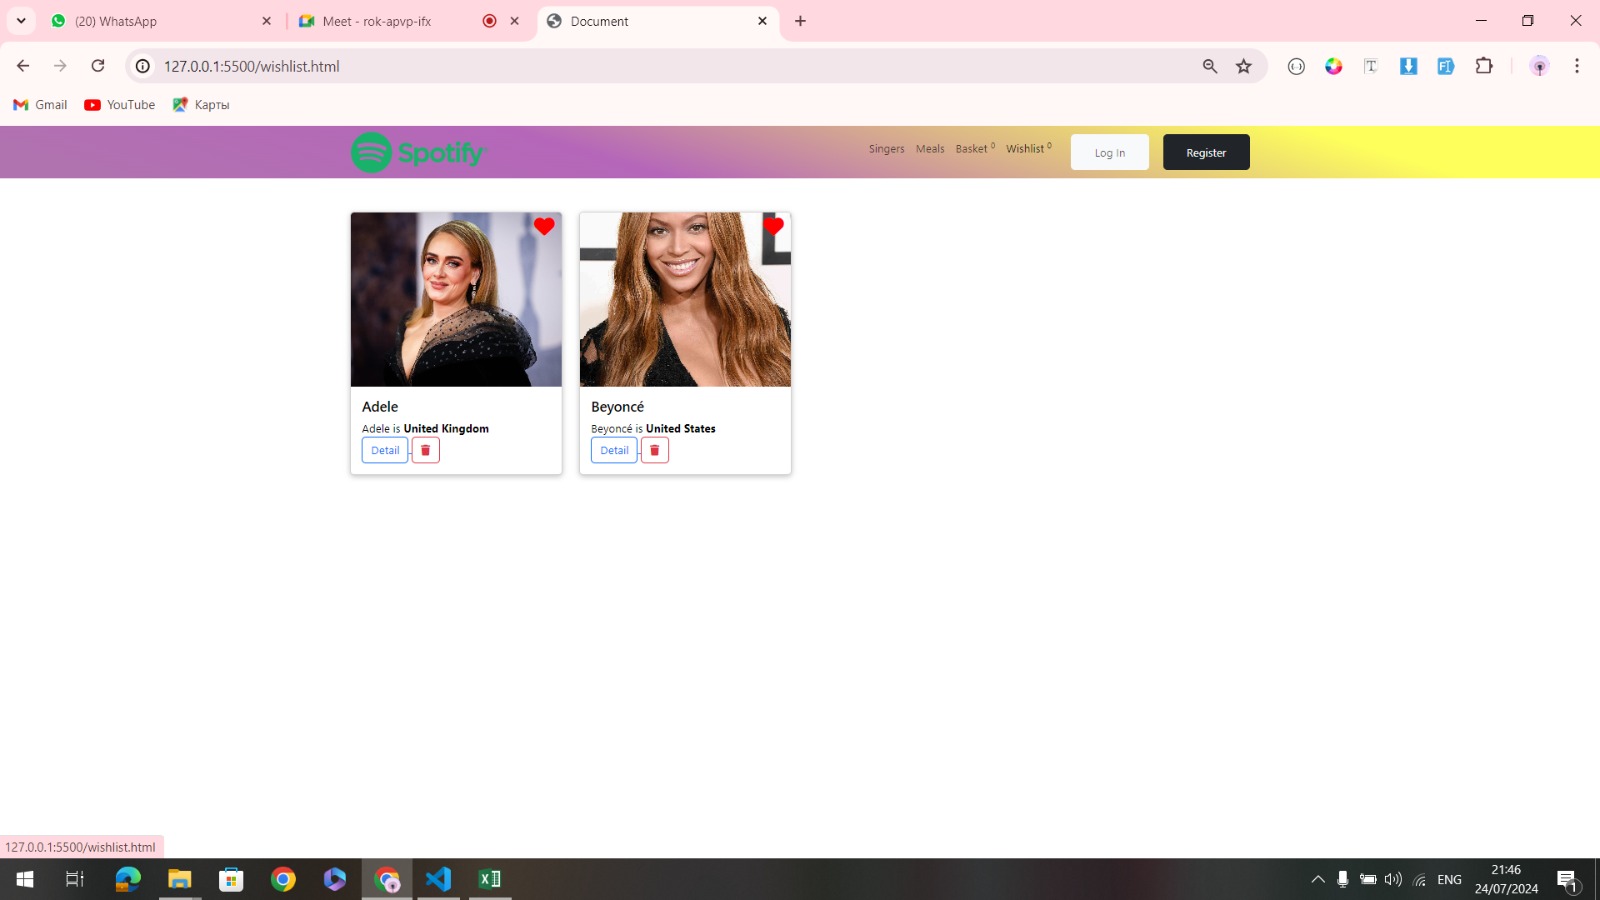 (20) WhatsApp
Meet - rok-apvp-ifx
Document
127.0.0.1:5500/wishlist.html
Gmail
YouTube
Карты
Spotify
Singers
Meals
Basket 0
Wishlist 0
Log In
Register
Adele
Adele is United Kingdom
Detail
Beyoncé
Beyoncé is United States
Detail
127.0.0.1:5500/wishlist.html
ENG
21:46
24/07/2024
1